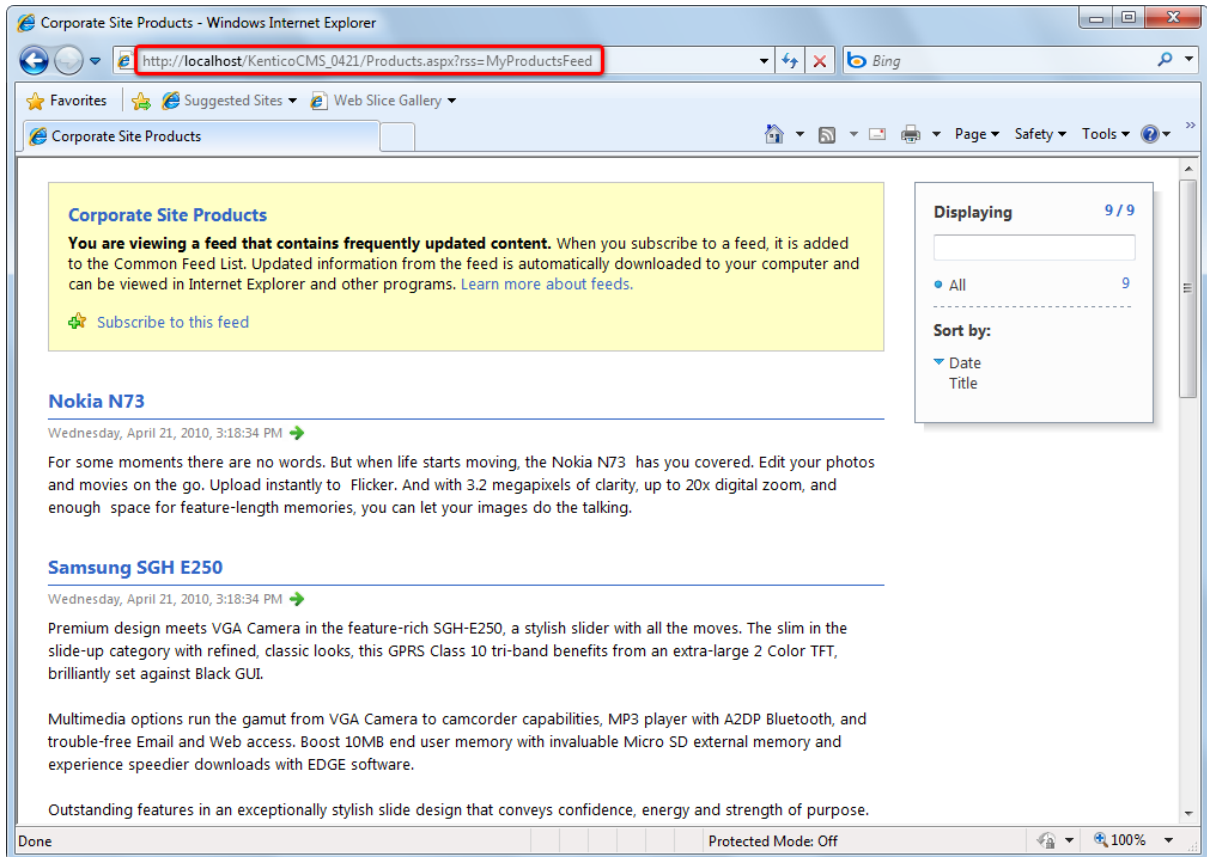 Corporate Site Products - Windows Internet Explorer
http://localhost/KenticoCMS_0421/Products.aspx?rss=MyProductsFeed
Bing
Favorites
Suggested Sites
Web Slice Gallery
Corporate Site Products
Page
Safety
Tools
Corporate Site Products
You are viewing a feed that contains frequently updated content. When you subscribe to a feed, it is added
to the Common Feed List. Updated information from the feed is automatically downloaded to your computer and
can be viewed in Internet Explorer and other programs. Learn more about feeds.
Subscribe to this feed
Displaying 9 / 9
All 9
Sort by:
Date
Title
Nokia N73
Wednesday, April 21, 2010, 3:18:34 PM
For some moments there are no words. But when life starts moving, the Nokia N73  has you covered. Edit your photos
and movies on the go. Upload instantly to  Flicker. And with 3.2 megapixels of clarity, up to 20x digital zoom, and
enough  space for feature-length memories, you can let your images do the talking.
Samsung SGH E250
Wednesday, April 21, 2010, 3:18:34 PM
Premium design meets VGA Camera in the feature-rich SGH-E250, a stylish slider with all the moves. The slim in the
slide-up category with refined, classic looks, this GPRS Class 10 tri-band benefits from an extra-large 2 Color TFT,
brilliantly set against Black GUI.
Multimedia options run the gamut from VGA Camera to camcorder capabilities, MP3 player with A2DP Bluetooth, and
trouble-free Email and Web access. Boost 10MB end user memory with invaluable Micro SD external memory and
experience speedier downloads with EDGE software.
Outstanding features in an exceptionally stylish slide design that conveys confidence, energy and strength of purpose.
Done
Protected Mode: Off
100%